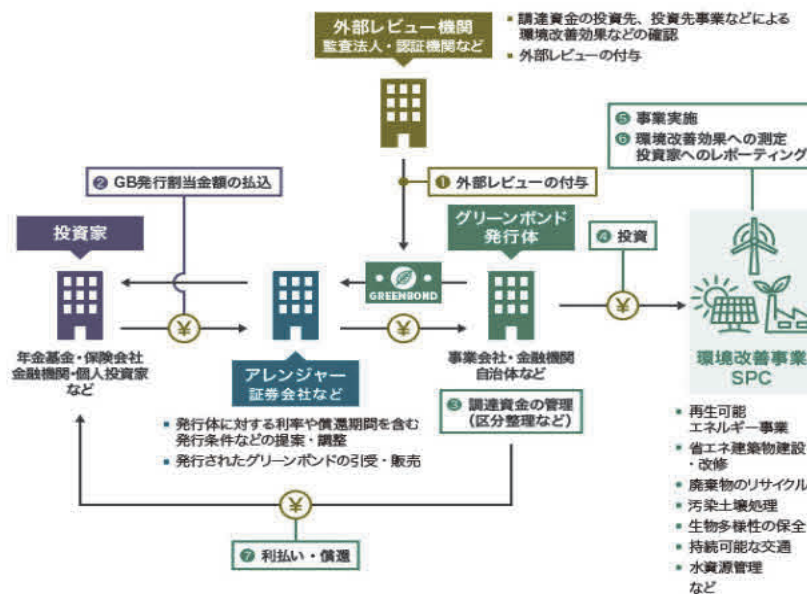 外部レビュー機関
監査法人・認証機関など
▪ 調達資金の投資先、投資先事業などによる
環境改善効果などの確認
▪ 外部レビューの付与
❺ 事業実施
❻ 環境改善効果への測定
投資家へのレポーティング
❷ GB発行割当金額の払込
❶ 外部レビューの付与
投資家
グリーンボンド
発行体
❹ 投資
GREENBOND
¥
¥
¥
年金基金・保険会社
金融機関・個人投資家
など
アレンジャー
証券会社など
事業会社・金融機関
自治体など
環境改善事業
SPC
▪ 発行体に対する利率や償還期間を含む
発行条件などの提案・調整
▪ 発行されたグリーンボンドの引受・販売
❸ 調達資金の管理
(区分整理など)
▪ 再生可能
エネルギー事業
▪ 省エネ建築物建設
・改修
▪ 廃棄物のリサイクル
▪ 汚染土壌処理
▪ 生物多様性の保全
▪ 持続可能な交通
▪ 水資源管理
など
¥
❼ 利払い・償還